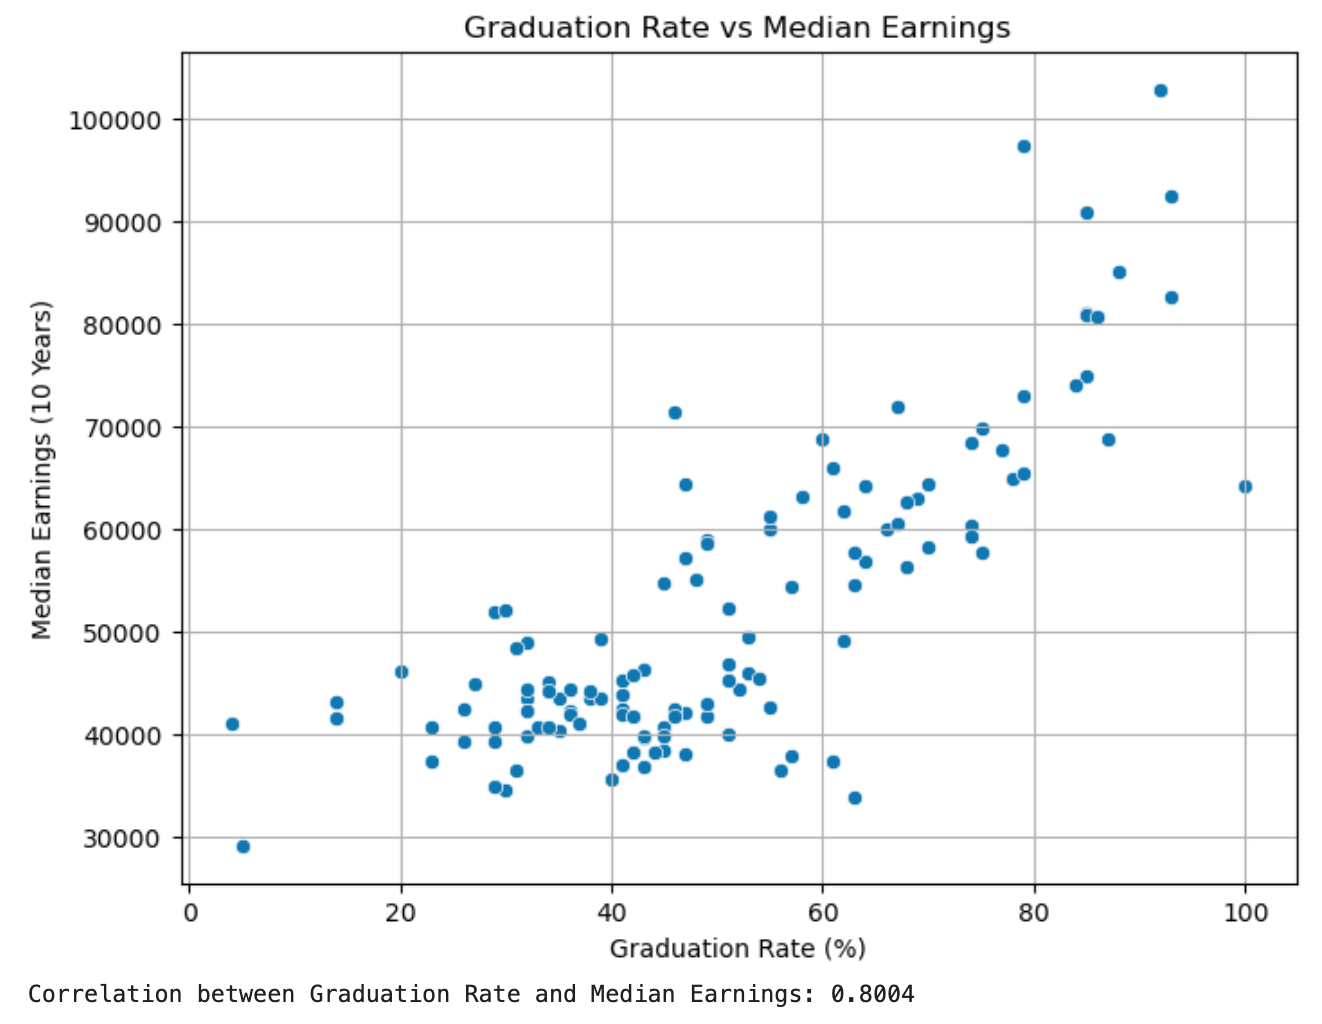 Graduation Rate vs Median Earnings
100000
90000
80000
70000
60000
50000
40000
30000
Median Earnings (10 Years)
0 20 40 60 80 100
Graduation Rate (%)
Correlation between Graduation Rate and Median Earnings: 0.8004